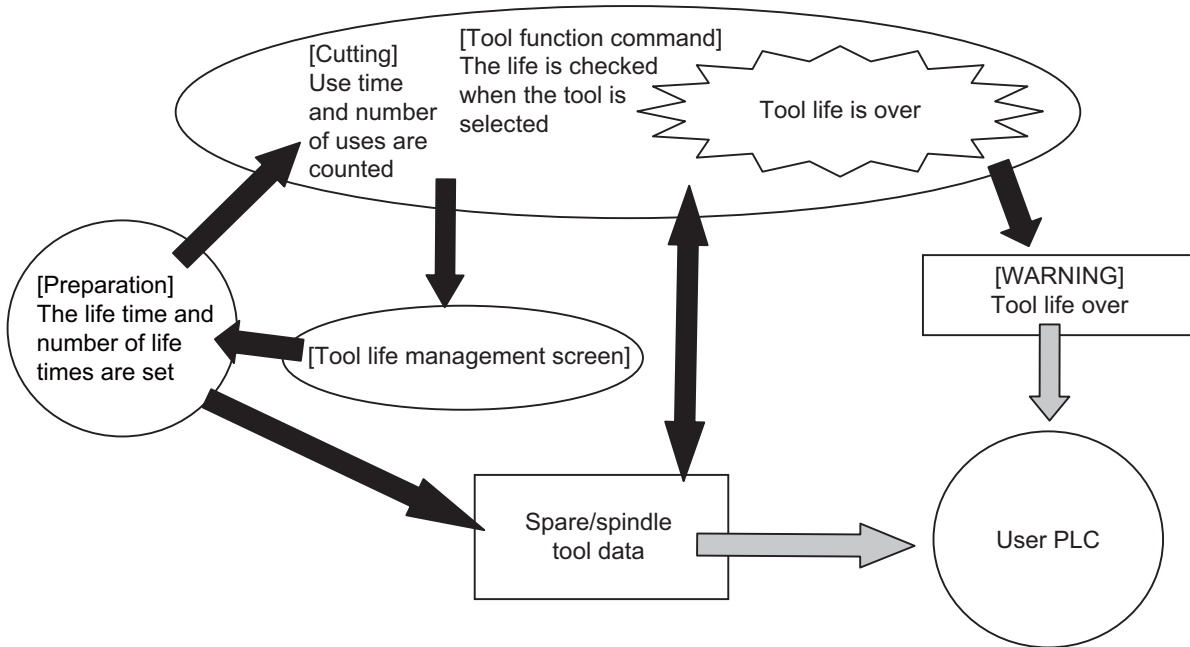 [Cutting]
Use time
and number
of uses are
counted
[Tool function command]
The life is checked
when the tool is
selected
Tool life is over
[Preparation]
The life time and
number of life
times are set
[Tool life management screen]
[WARNING]
Tool life over
Spare/spindle
tool data
User PLC